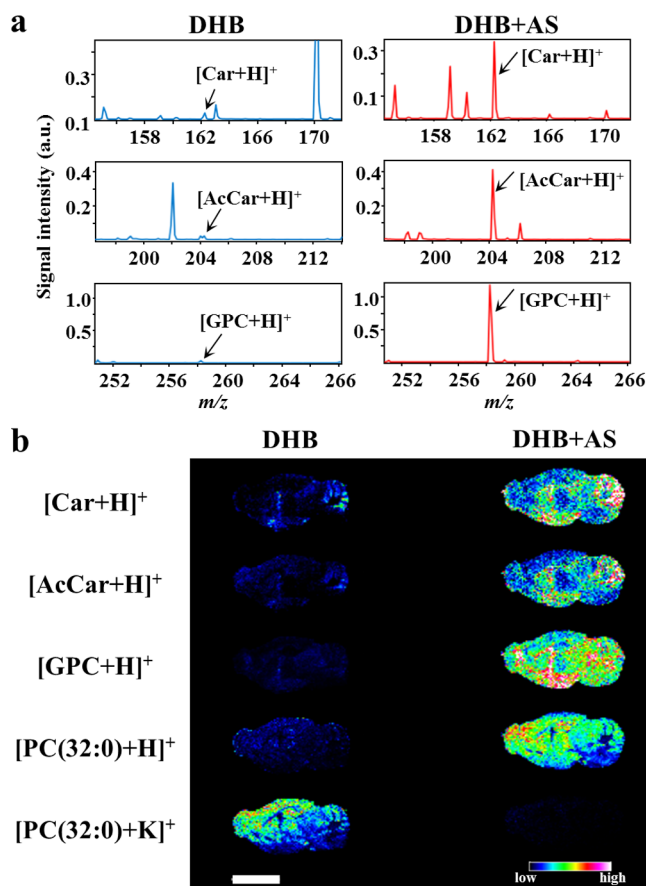 a
DHB
DHB+AS
Signal intensity (a.u.)
0.3
[Car+H]⁺
0.1
158
162
166
170
0.3
[Car+H]⁺
0.1
158
162
166
170
0.4
0.2
[AcCar+H]⁺
200
204
208
212
0.4
0.2
[AcCar+H]⁺
200
204
208
212
1.0
0.5
[GPC+H]⁺
252
256
260
264
266
m/z
1.0
0.5
[GPC+H]⁺
252
256
260
264
266
m/z
b
DHB
DHB+AS
[Car+H]⁺
[AcCar+H]⁺
[GPC+H]⁺
[PC(32:0)+H]⁺
[PC(32:0)+K]⁺
low
high